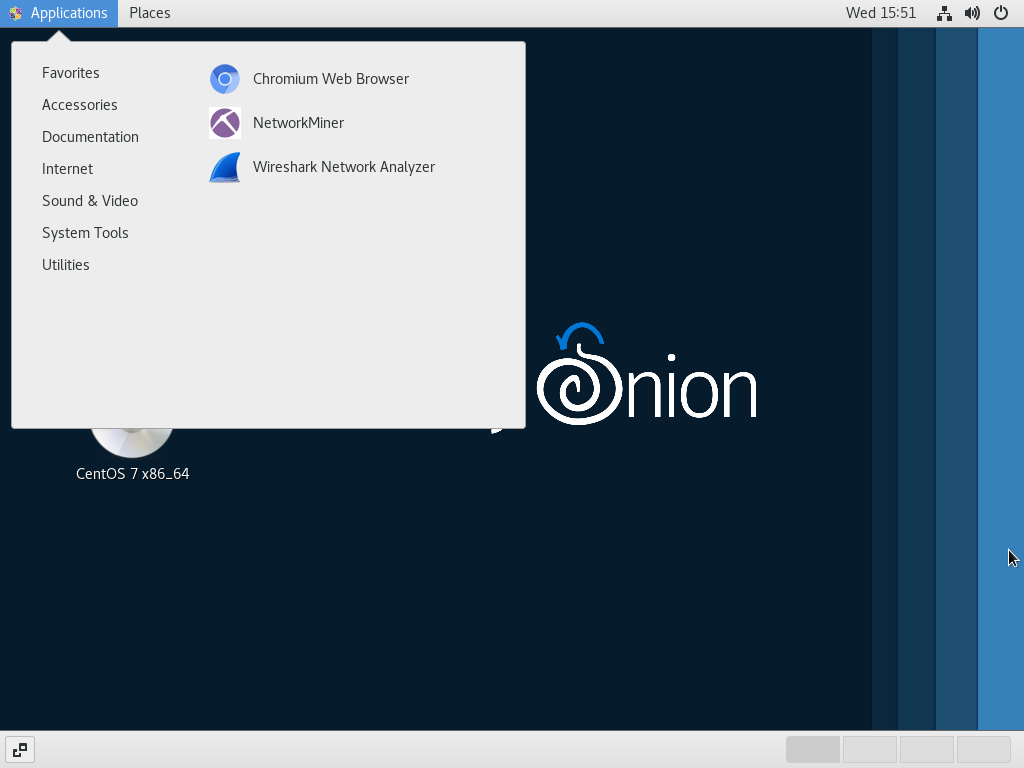 Applications Places Wed 15:51
Favorites
Accessories
Documentation
Internet
Sound & Video
System Tools
Utilities
Chromium Web Browser
NetworkMiner
Wireshark Network Analyzer
Onion
CentOS 7 x86_64